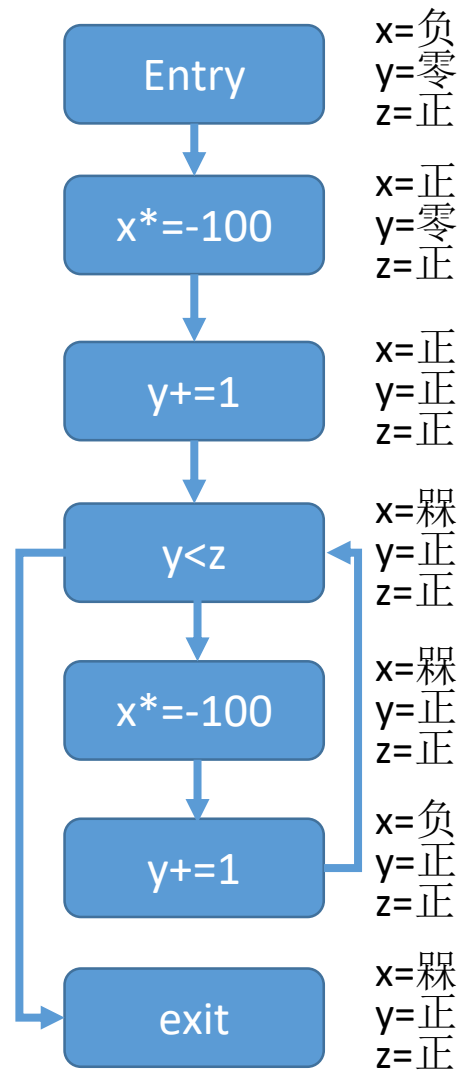 Entry
x=负
y=零
z=正
x*=-100
x=正
y=零
z=正
y+=1
x=正
y=正
z=正
y<z
x=槑
y=正
z=正
x*=-100
x=槑
y=正
z=正
y+=1
x=负
y=正
z=正
exit
x=槑
y=正
z=正